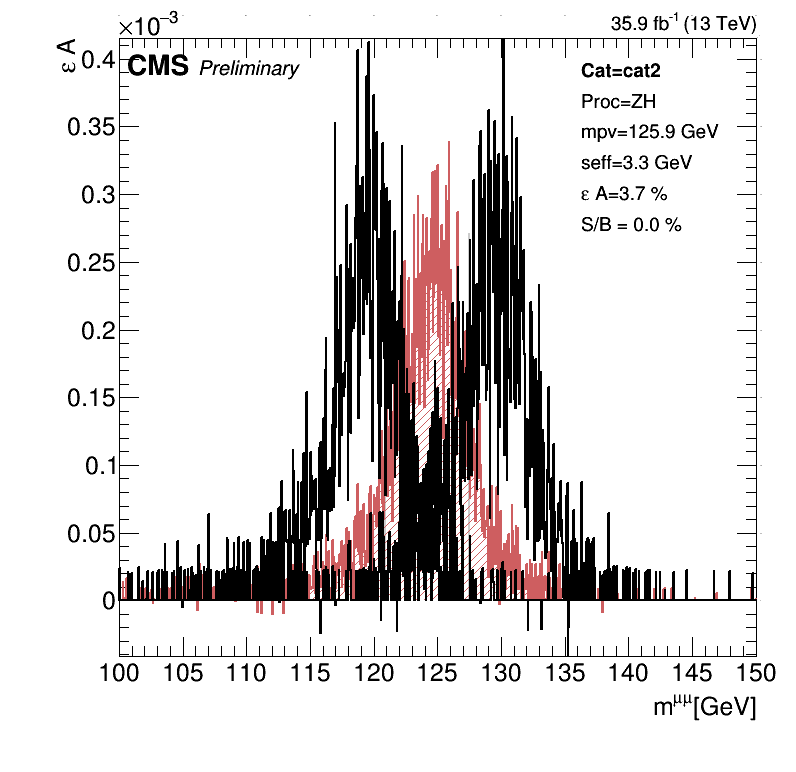 ×10⁻³
35.9 fb⁻¹ (13 TeV)
ε A
CMS Preliminary
Cat=cat2
Proc=ZH
mpv=125.9 GeV
seff=3.3 GeV
ε A=3.7 %
S/B = 0.0 %
0.4
0.35
0.3
0.25
0.2
0.15
0.1
0.05
0
100 105 110 115 120 125 130 135 140 145 150
m^μμ[GeV]